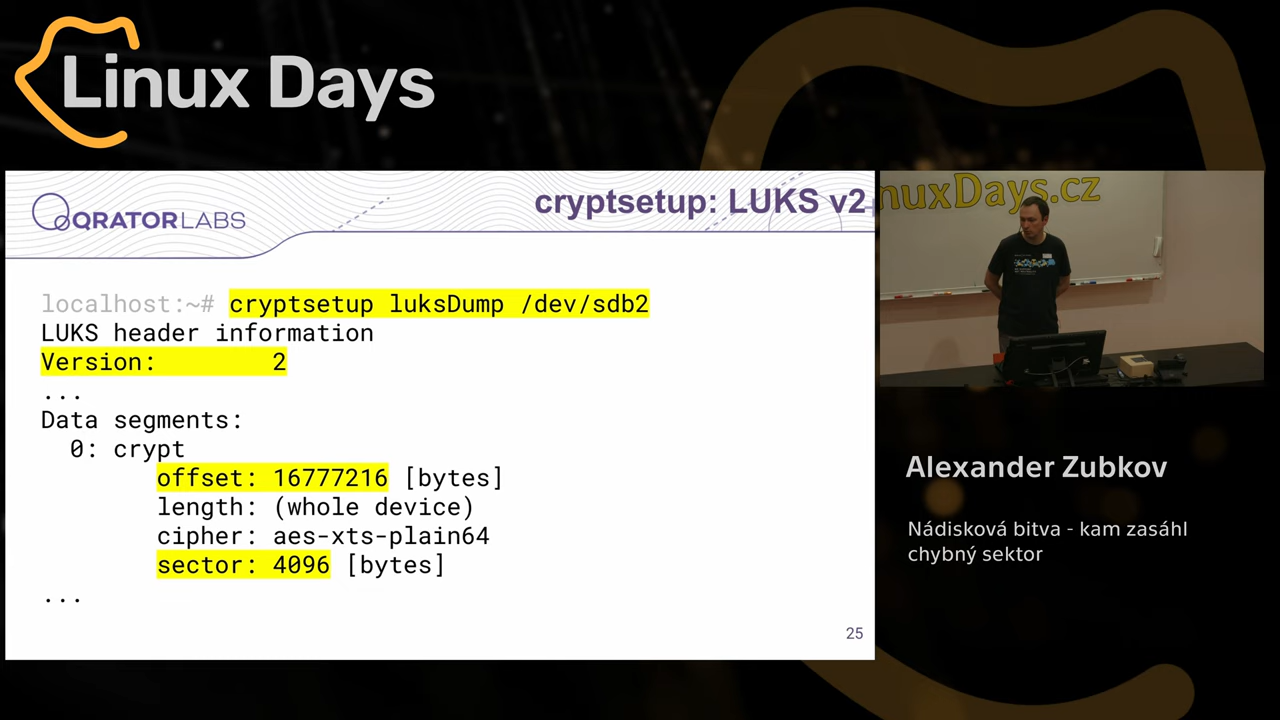 Linux Days
QRATORLABS
cryptsetup: LUKS v2
localhost:~# cryptsetup luksDump /dev/sdb2
LUKS header information
Version: 2
...
Data segments:
0: crypt
offset: 16777216 [bytes]
length: (whole device)
cipher: aes-xts-plain64
sector: 4096 [bytes]
...
25
nuxDays.cz
Alexander Zubkov
Nádisková bitva - kam zasáhl
chybný sektor